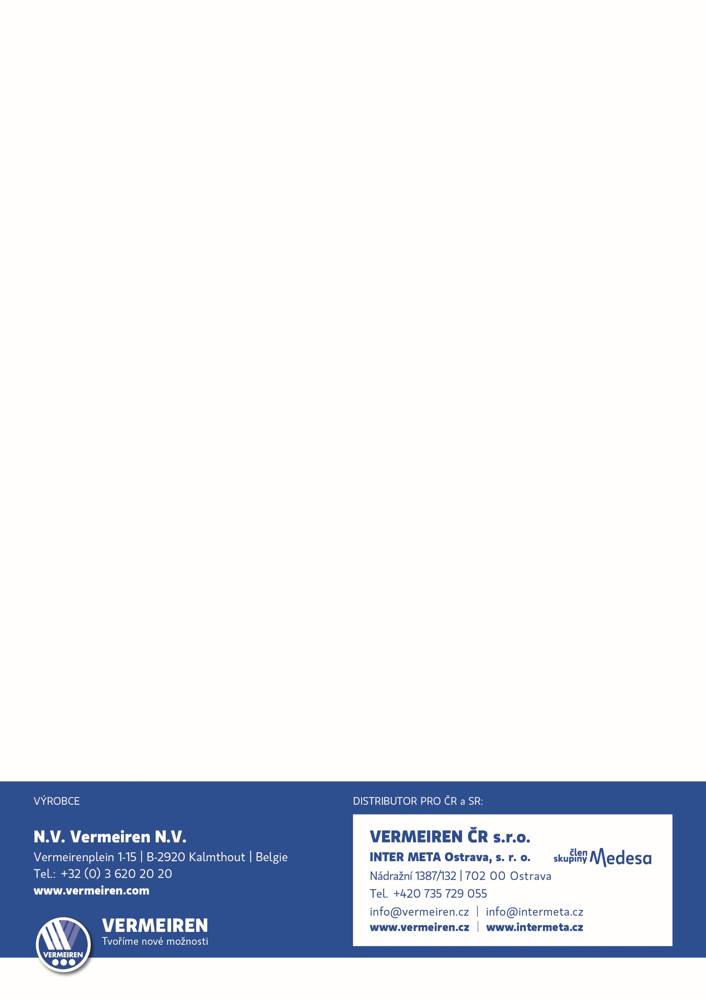 VÝROBCE
N.V. Vermeiren N.V.
Vermeirenplein 1-15 | B-2920 Kalmthout | Belgie
Tel.: +32 (0) 3 620 20 20
www.vermeiren.com
VERMEIREN
Tvoříme nové možnosti
VERMEIREN
DISTRIBUTOR PRO ČR a SR:
VERMEIREN ČR s.r.o.
INTER META Ostrava, s. r. o.
člen
skupiny Medesa
Nádražní 1387/132 | 702 00 Ostrava
Tel. +420 735 729 055
info@vermeiren.cz | info@intermeta.cz
www.vermeiren.cz | www.intermeta.cz